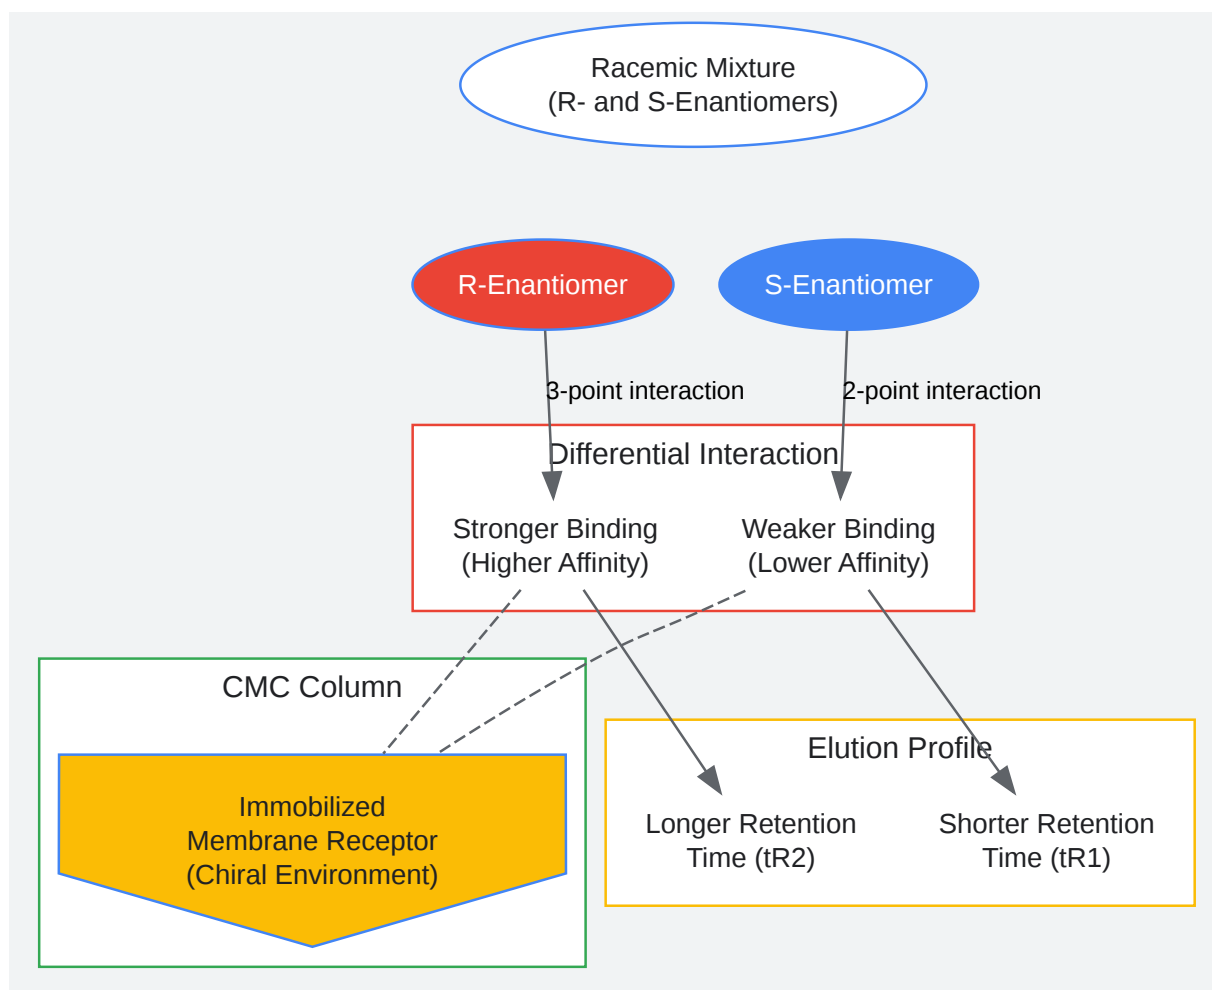 Racemic Mixture
(R- and S-Enantiomers)
R-Enantiomer
S-Enantiomer
3-point interaction
2-point interaction
Differential Interaction
Stronger Binding
(Higher Affinity)
Weaker Binding
(Lower Affinity)
CMC Column
Immobilized
Membrane Receptor
(Chiral Environment)
Elution Profile
Longer Retention
Time (tR2)
Shorter Retention
Time (tR1)